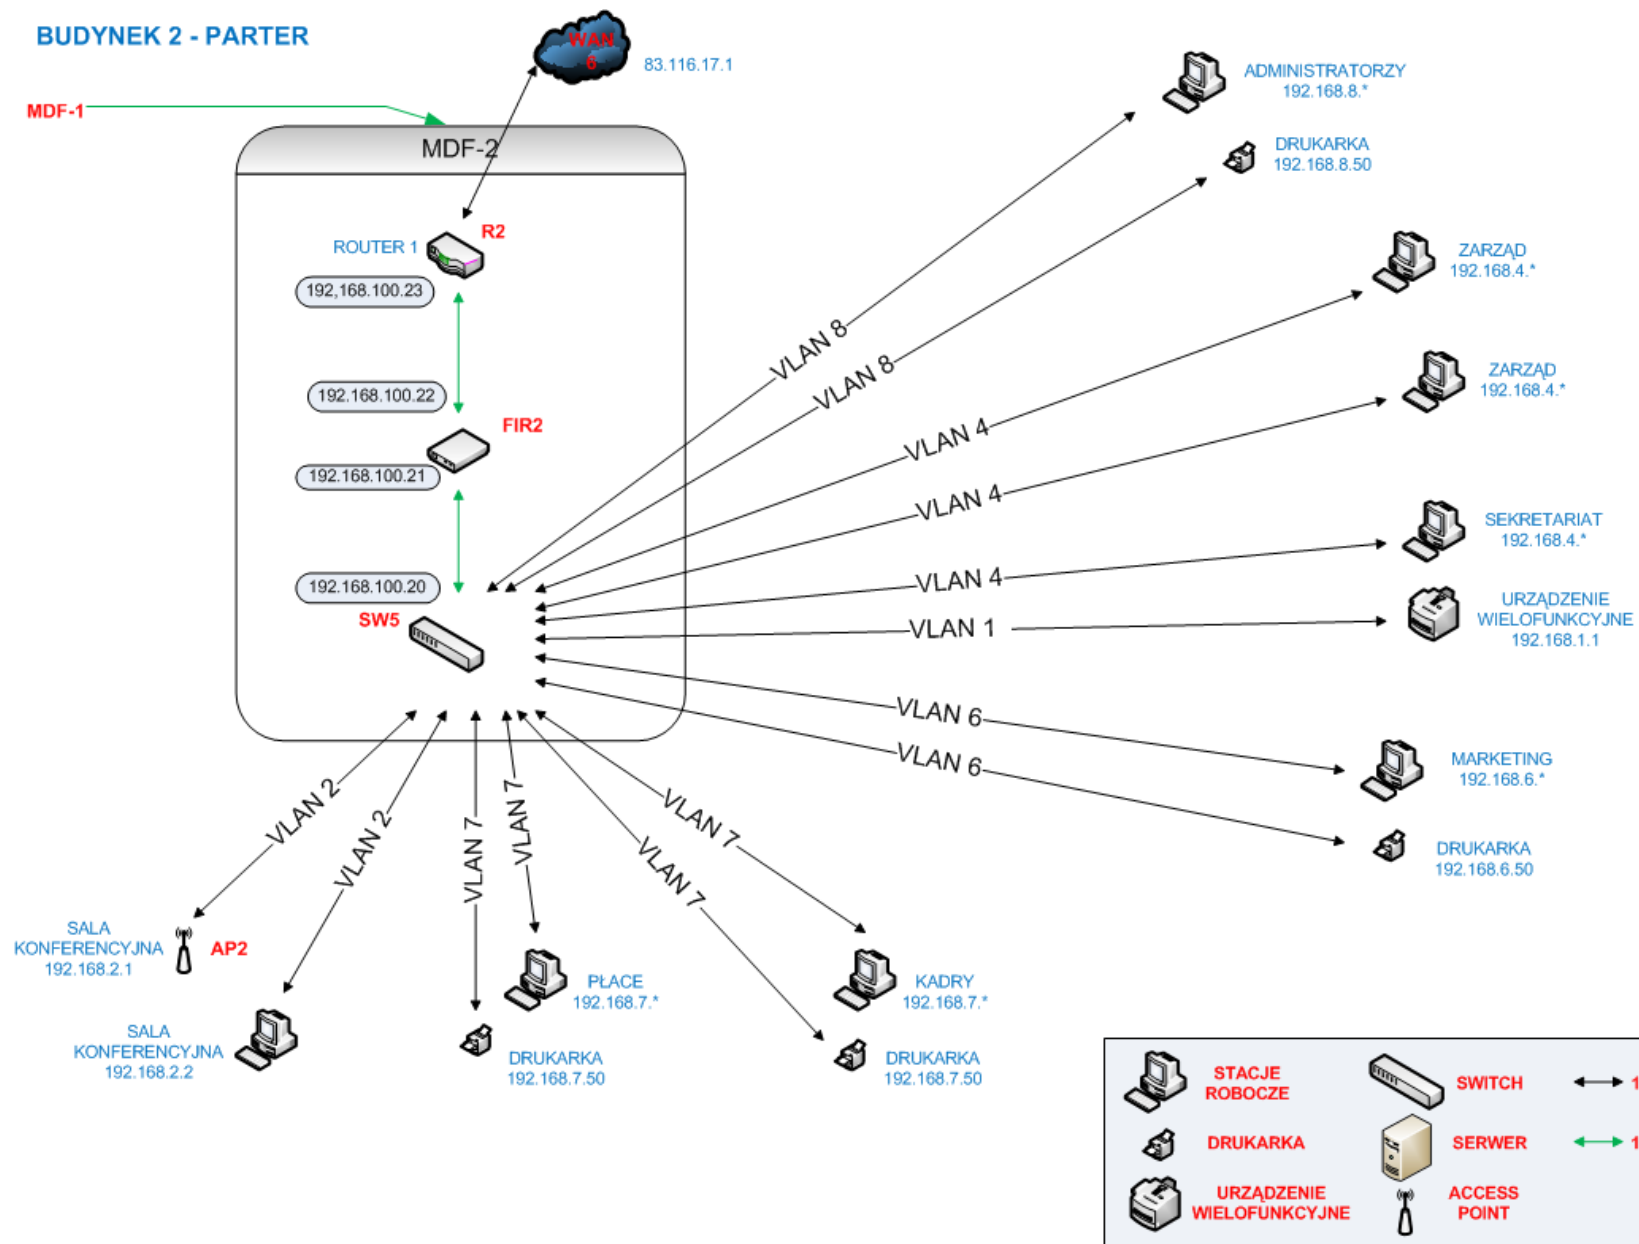 BUDYNEK 2 - PARTER
WAN
6
83.116.17.1
MDF-1
MDF-2
ROUTER 1
R2
192,168.100.23
192.168.100.22
FIR2
192.168.100.21
192.168.100.20
SW5
ADMINISTRATORZY
192.168.8.*
DRUKARKA
192.168.8.50
ZARZĄD
192.168.4.*
ZARZĄD
192.168.4.*
SEKRETARIAT
192.168.4.*
URZĄDZENIE
WIELOFUNKCYJNE
192.168.1.1
MARKETING
192.168.6.*
DRUKARKA
192.168.6.50
VLAN 8
VLAN 8
VLAN 4
VLAN 4
VLAN 4
VLAN 1
VLAN 6
VLAN 6
VLAN 2
VLAN 2
VLAN 7
VLAN 7
VLAN 7
VLAN 7
SALA
KONFERENCYJNA
192.168.2.1
AP2
SALA
KONFERENCYJNA
192.168.2.2
PŁACE
192.168.7.*
DRUKARKA
192.168.7.50
KADRY
192.168.7.*
DRUKARKA
192.168.7.50
STACJE
ROBOCZE
SWITCH
1
DRUKARKA
SERWER
1
URZĄDZENIE
WIELOFUNKCYJNE
ACCESS
POINT